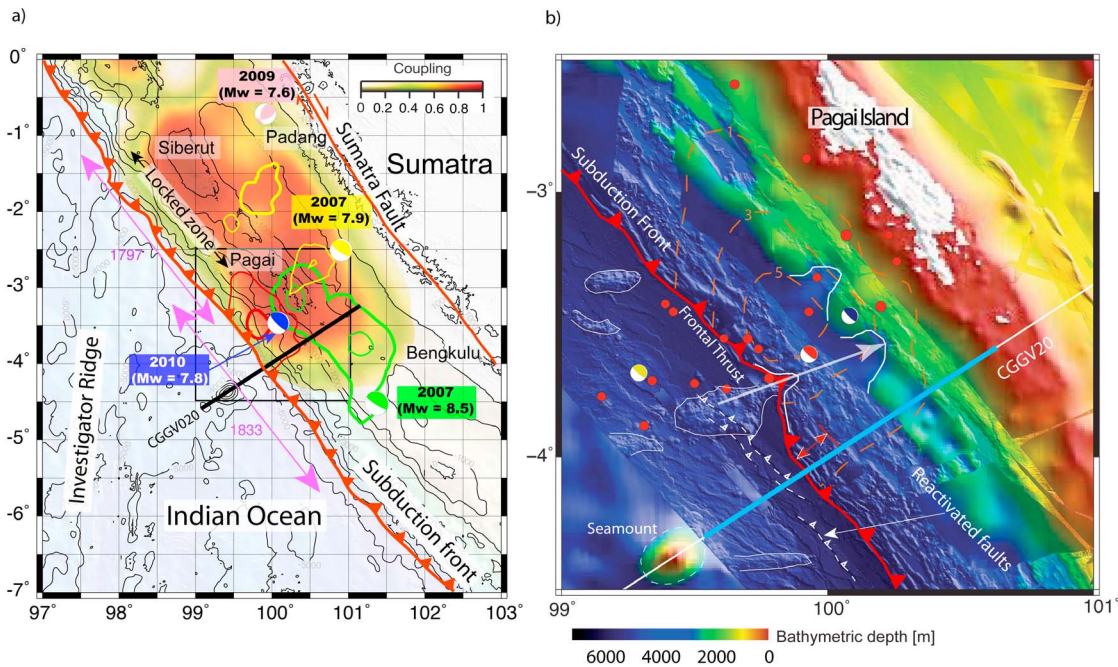 a)
0°
-1°
-2°
-3°
-4°
-5°
-6°
-7°
97
98
99
100
101
102
103
2009
(Mw = 7.6)
Coupling
0 0.2 0.4 0.6 0.8 1
Padang
Siberut
Sumatra Fault
Sumatra
2007
(Mw = 7.9)
Locked zone
1797
Pagai
Bengkulu
2010
(Mw = 7.8)
2007
(Mw = 8.5)
CGGV020
1833
Investigator Ridge
Indian Ocean
Subduction front
b)
Pagai Island
−3°
−4°
99°
100°
101°
1
3
5
Subduction Front
Frontal Thrust
CGGV20
Reactivated faults
Seamount
6000 4000 2000 0
Bathymetric depth [m]